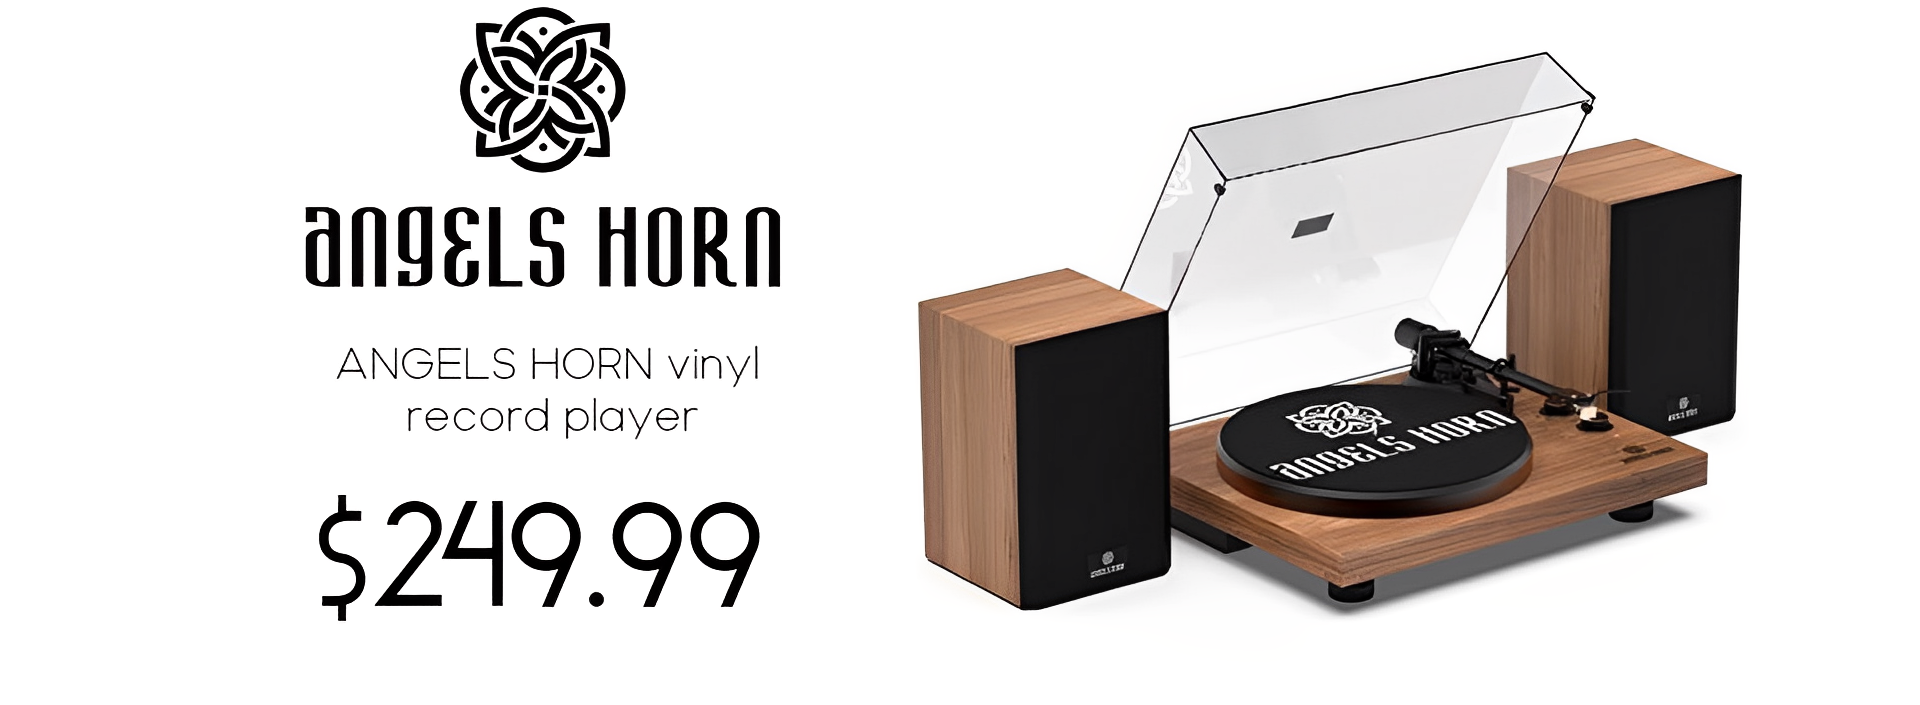 ANGELS HORN
ANGELS HORN vinyl
record player
$249.99
ANGELS HORN